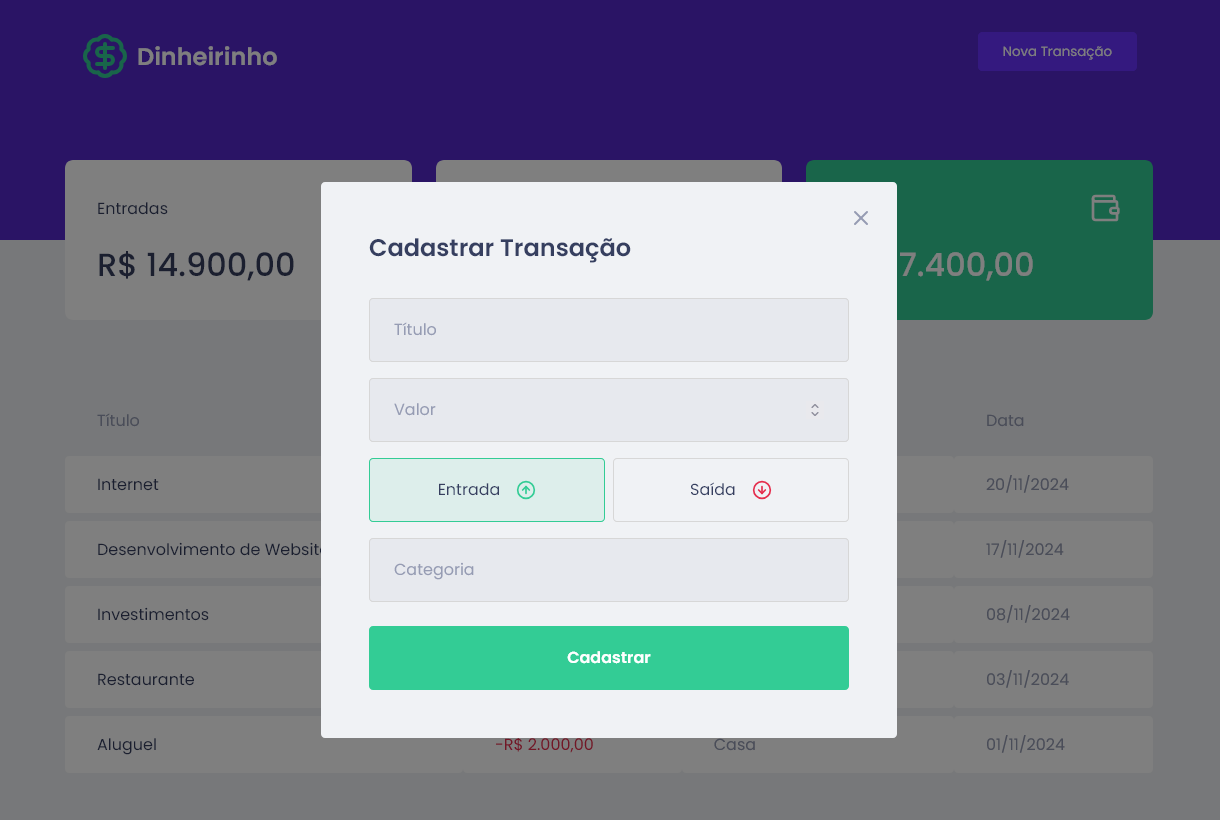 Dinheirinho
Nova Transação
Entradas
R$ 14.900,00
7.400,00
Cadastrar Transação
Título
Valor
Entrada
Saída
Categoria
Cadastrar
Título
Data
Internet
20/11/2024
Desenvolvimento de Website
17/11/2024
Investimentos
08/11/2024
Restaurante
03/11/2024
Aluguel
-R$ 2.000,00
Casa
01/11/2024